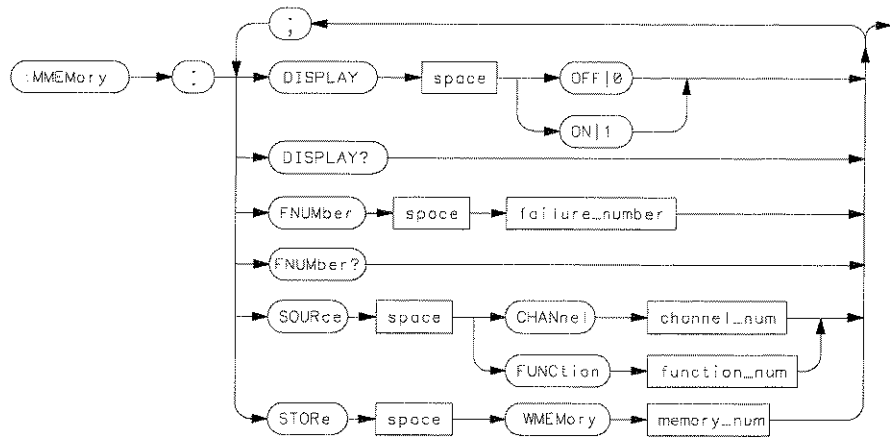 ;
:MMEMory : DISPLAY space OFF|0
ON|1
DISPLAY?
FNUMber space failure_number
FNUMber?
SOURce space CHANnel channel_num
FUNCtion function_num
STORe space WMEMory memory_num